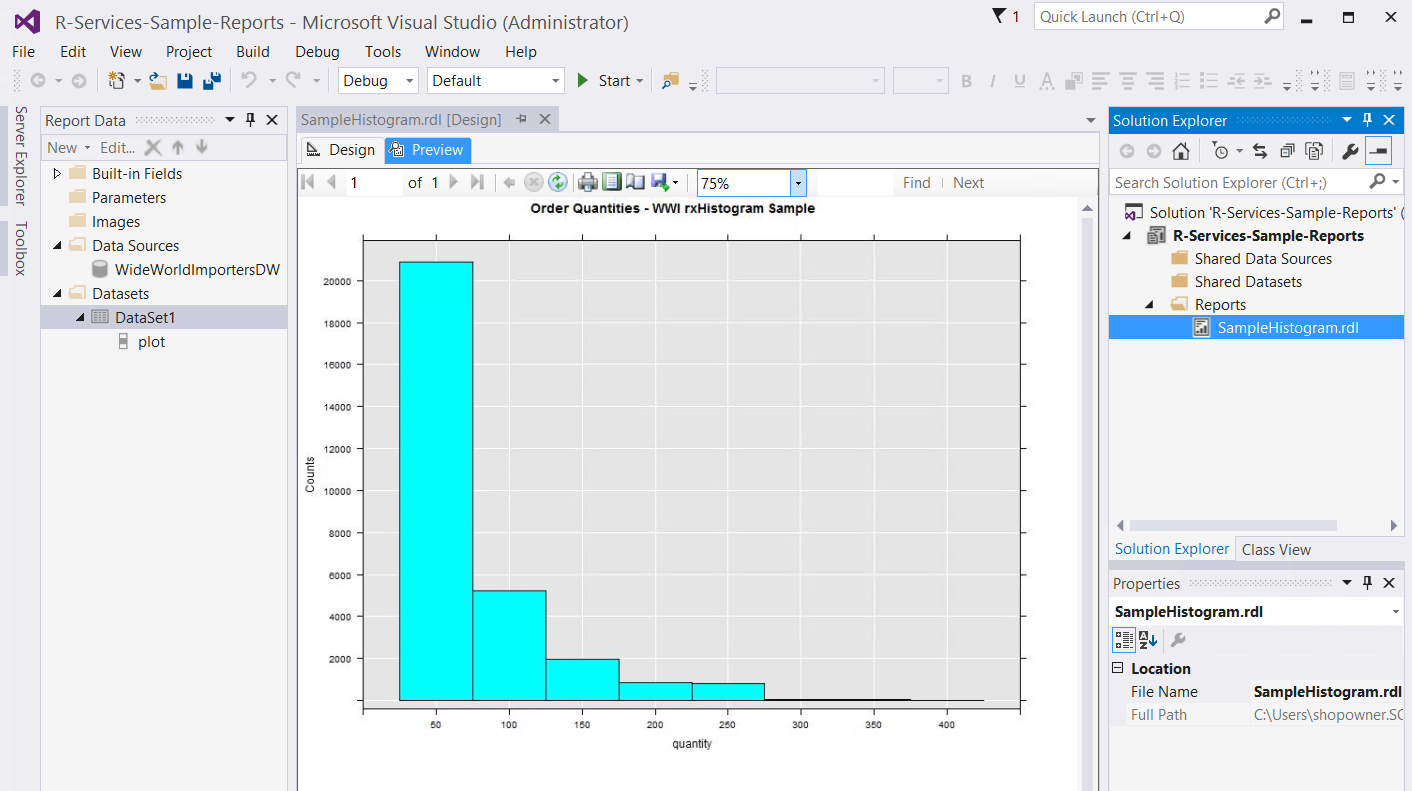 R-Services-Sample-Reports - Microsoft Visual Studio (Administrator)
1
Quick Launch (Ctrl+Q)
File Edit View Project Build Debug Tools Window Help
Debug Default Start
B I U A
Server Explorer
Toolbox
Report Data
New Edit...
Built-in Fields
Parameters
Images
Data Sources
WideWorldImportersDW
Datasets
DataSet1
plot
SampleHistogram.rdl [Design]
Design Preview
1 of 1 75% Find Next
Order Quantities - WWI rxHistogram Sample
20000
18000
16000
14000
12000
10000
8000
6000
4000
2000
Counts
50 100 150 200 250 300 350 400
quantity
Solution Explorer
Search Solution Explorer (Ctrl+;)
Solution 'R-Services-Sample-Reports' (
R-Services-Sample-Reports
Shared Data Sources
Shared Datasets
Reports
SampleHistogram.rdl
Solution Explorer Class View
Properties
SampleHistogram.rdl
Location
File Name SampleHistogram.rdl
Full Path C:\Users\shopowner.SC